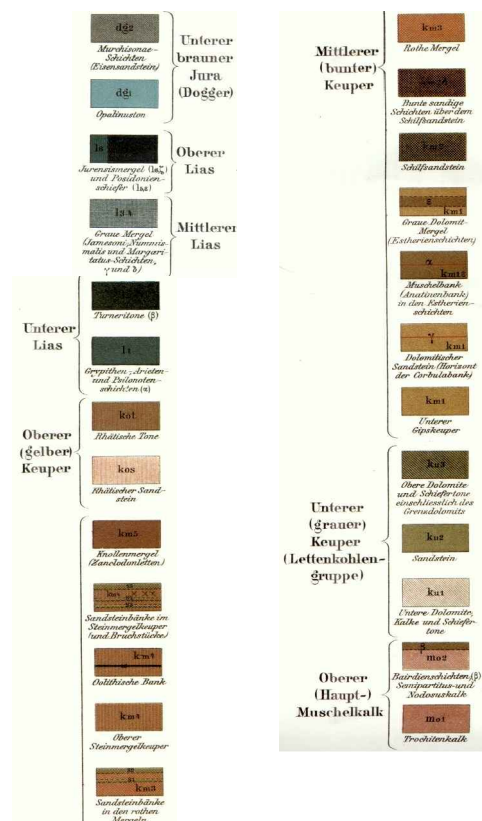 dg2
Murchisonae-
Schichten
(Eisensandstein)
dg1
Opalinuston
Unterer
brauner
Jura
(Dogger)
Jurensismergel
und Posidonien-
schiefer
Oberer
Lias
Graue Mergel
(Jamesoni, Nummis-
malis und Margari-
tatus-Schichten,
γ und δ)
Mittlerer
Lias
Turneritone (β)
Gryphiten-, Arieten-
und Psilonoten-
schichten (α)
Unterer
Lias
ko1
Rhätische Tone
kos
Rhätischer Sand-
stein
Oberer
(gelber)
Keuper
km5
Knollenmergel
(Zanclodonletten)
Sandsteinbänke im
Steinmergelkeuper
(und Bruchstücke)
km4
Oolithische Bank
km4
Oberer
Steinmergelkeuper
km3
Sandsteinbänke
in den rothen
Mergeln
km3
Rothe Mergel
Mittlerer
(bunter)
Keuper
Bunte sandige
Schichten über dem
Schilfsandstein
Schilfsandstein
km1
Graue Dolomit-
Mergel
(Estherienschichten)
α
Muschelbank
(Anatinenbank)
in den Estherien-
schichten
γ
km1
Dolomitischer
Sandstein (Horizont
der Corbulabank)
km1
Unterer
Gipskeuper
ku3
Obere Dolomite
und Schiefertone
einschliesslich des
Grenzdolomits
ku2
Sandstein
ku1
Untere Dolomite,
Kalke und Schiefer-
tone
Unterer
(grauer)
Keuper
(Lettenkohlen-
gruppe)
β
mo2
Bairdienschichten (β)
Semipartitus- und
Nodosuskalk
mo1
Trochitenkalk
Oberer
(Haupt-)
Muschelkalk